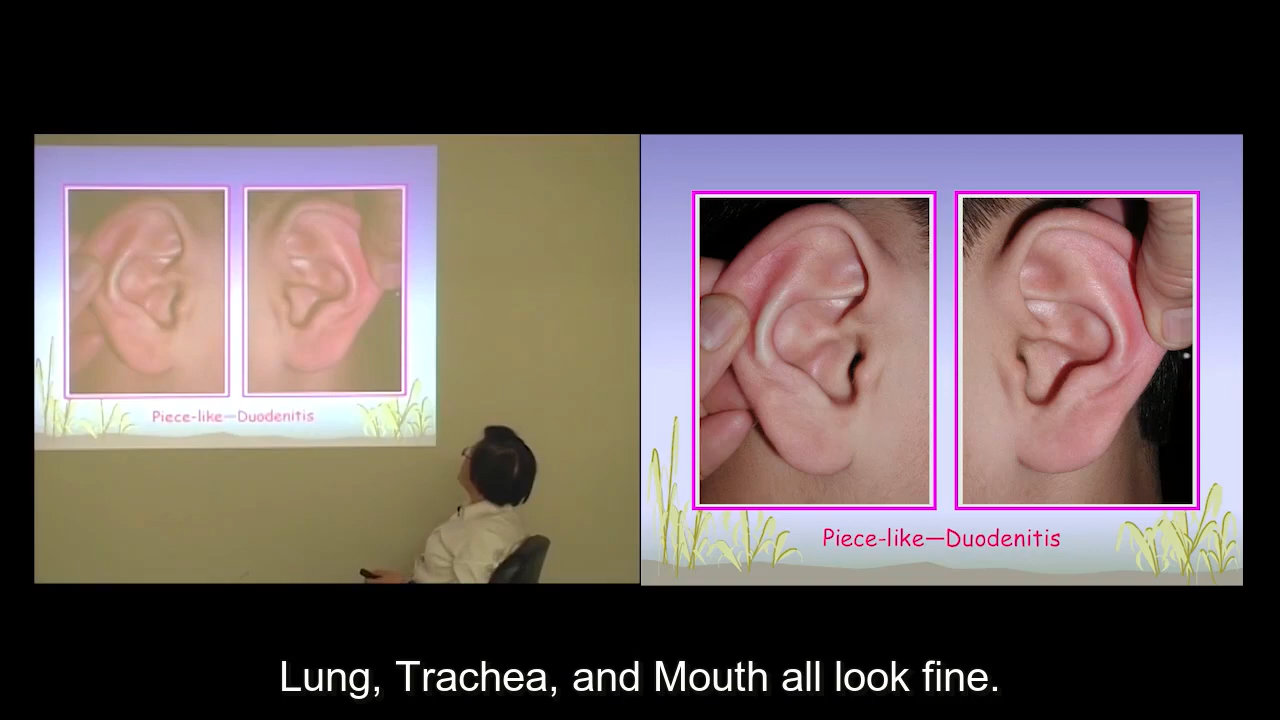 Piece-like—Duodenitis
Piece-like—Duodenitis
Lung, Trachea, and Mouth all look fine.